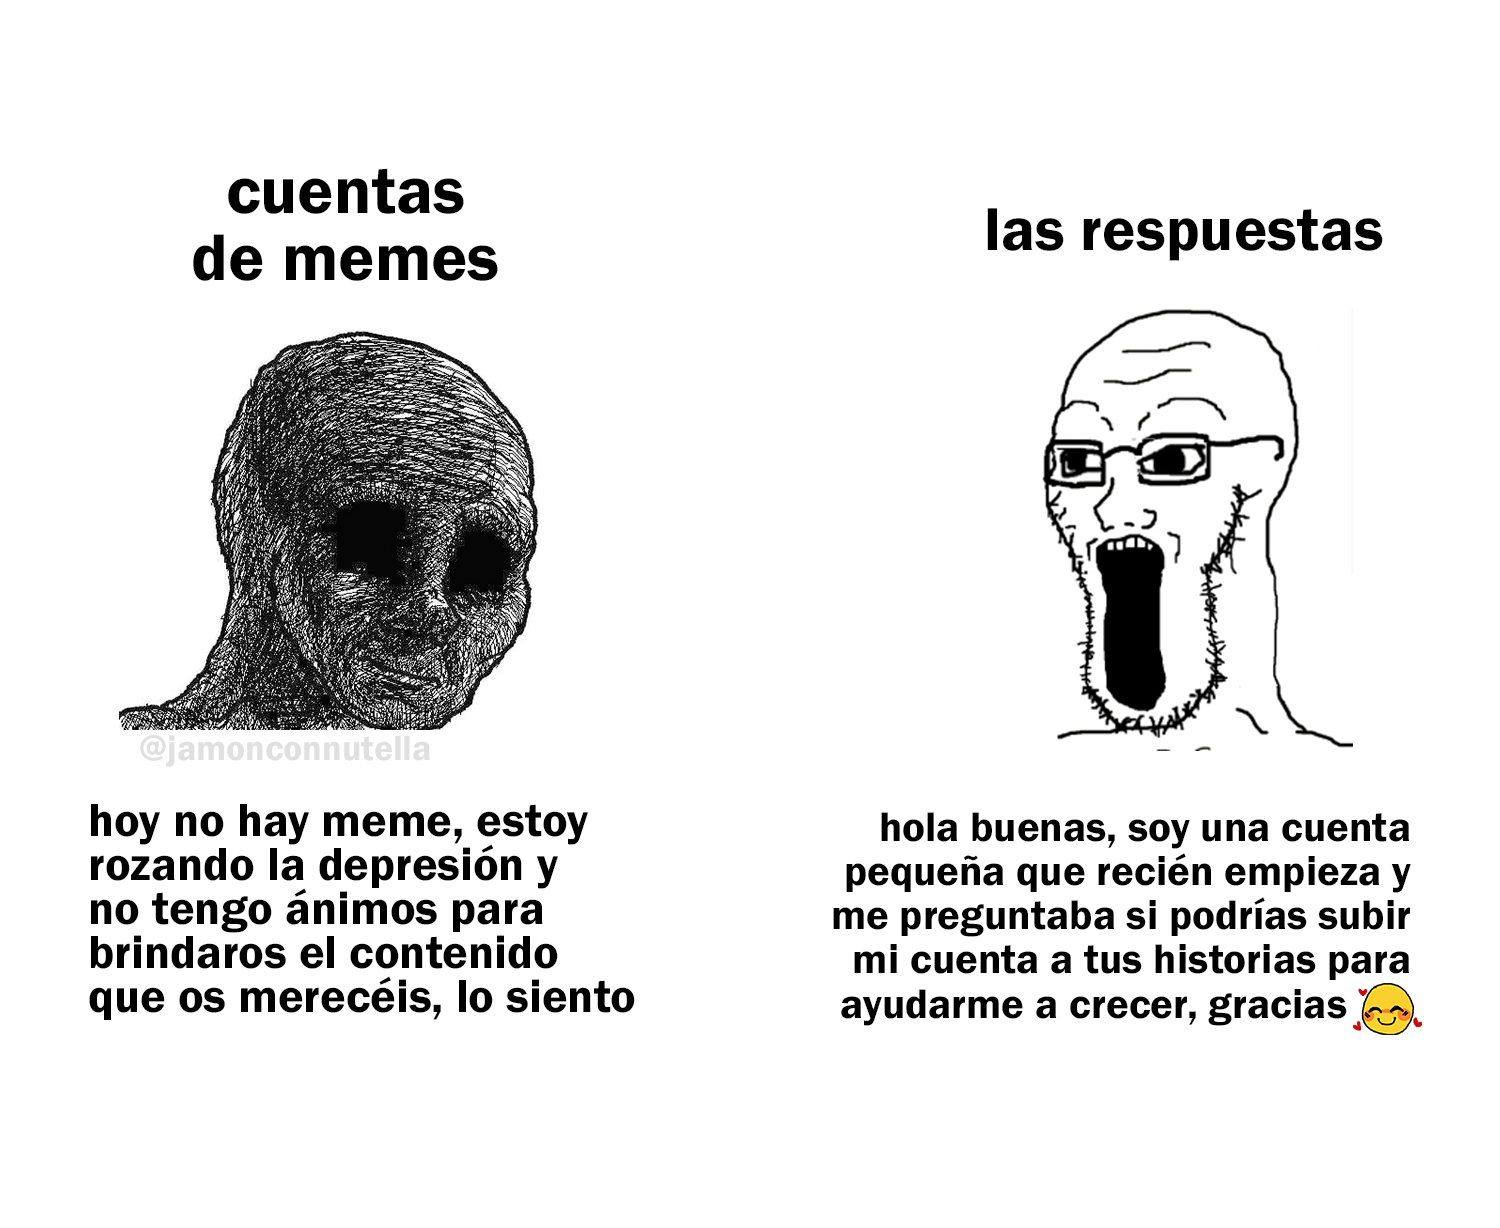 cuentas
de memes
@jamonconnutella
hoy no hay meme, estoy
rozando la depresión y
no tengo ánimos para
brindaros el contenido
que os merecéis, lo siento
las respuestas
hola buenas, soy una cuenta
pequeña que recién empieza y
me preguntaba si podrías subir
mi cuenta a tus historias para
ayudarme a crecer, gracias